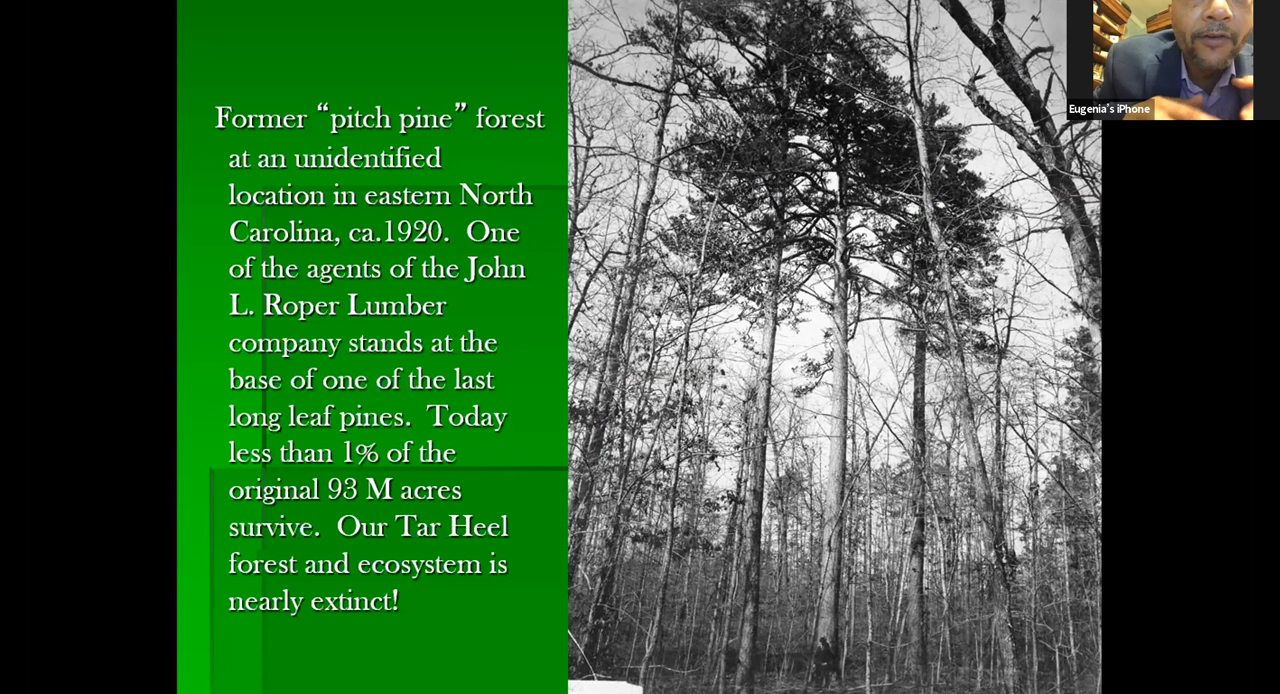 Former “pitch pine” forest
at an unidentified
location in eastern North
Carolina, ca.1920.  One
of the agents of the John
L. Roper Lumber
company stands at the
base of one of the last
long leaf pines.  Today
less than 1% of the
original 93 M acres
survive.  Our Tar Heel
forest and ecosystem is
nearly extinct!
Eugenia's iPhone